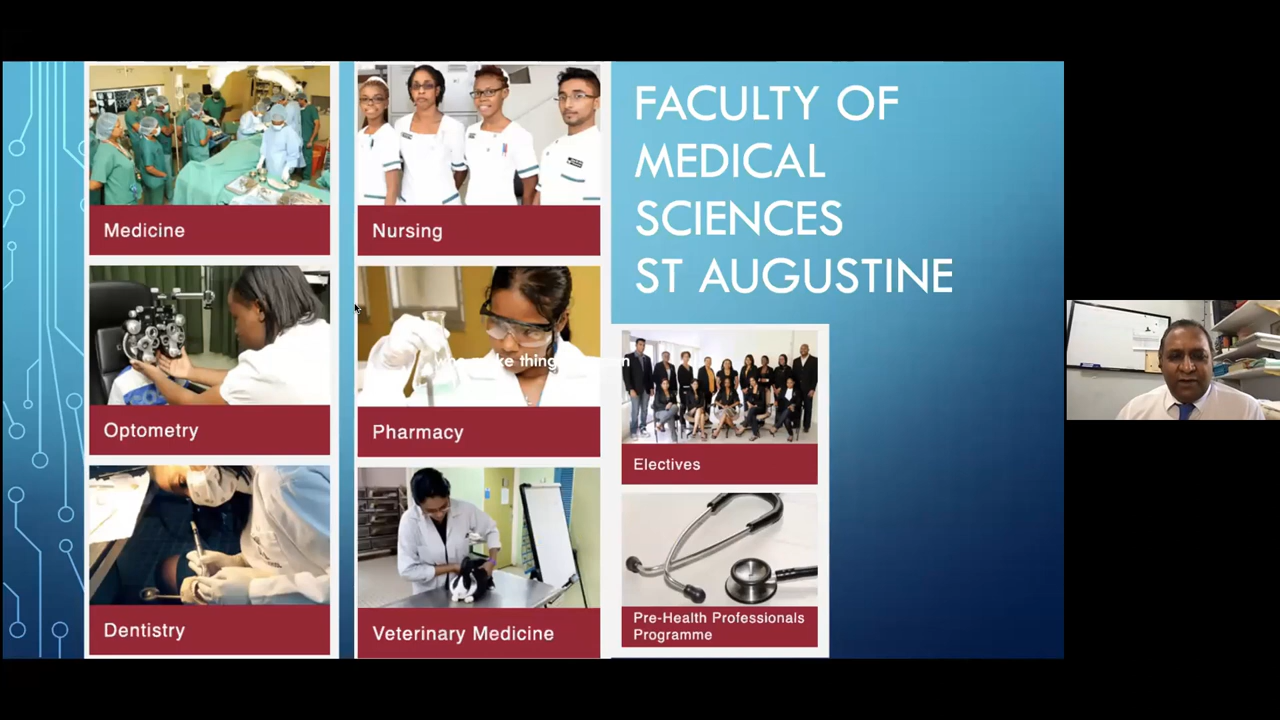 FACULTY OF
MEDICAL
SCIENCES
ST AUGUSTINE
Medicine
Nursing
Optometry
Pharmacy
Dentistry
Veterinary Medicine
Electives
Pre-Health Professionals
Programme